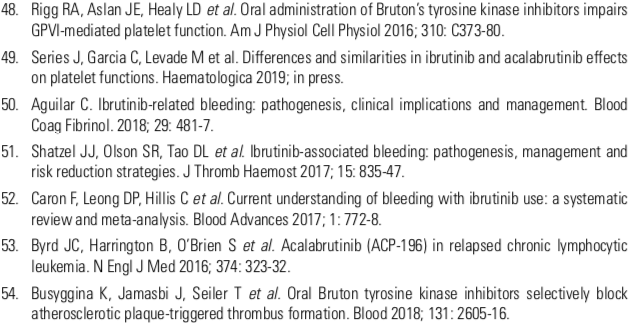 48. Rigg RA, Aslan JE, Healy LD et al. Oral administration of Bruton's tyrosine kinase inhibitors impairs
GPVI-mediated platelet function. Am J Physiol Cell Physiol 2016; 310: C373-80.
49. Series J, Garcia C, Levade M et al. Differences and similarities in ibrutinib and acalabrutinib effects
on platelet functions. Haematologica 2019; in press.
50. Aguilar C. Ibrutinib-related bleeding: pathogenesis, clinical implications and management. Blood
Coag Fibrinol. 2018; 29: 481-7.
51. Shatzel JJ, Olson SR, Tao DL et al. Ibrutinib-associated bleeding: pathogenesis, management and
risk reduction strategies. J Thromb Haemost 2017; 15: 835-47.
52. Caron F, Leong DP, Hillis C et al. Current understanding of bleeding with ibrutinib use: a systematic
review and meta-analysis. Blood Advances 2017; 1: 772-8.
53. Byrd JC, Harrington B, O'Brien S et al. Acalabrutinib (ACP-196) in relapsed chronic lymphocytic
leukemia. N Engl J Med 2016; 374: 323-32.
54. Busyggina K, Jamasbi J, Seiler T et al. Oral Bruton tyrosine kinase inhibitors selectively block
atherosclerotic plaque-triggered thrombus formation. Blood 2018; 131: 2605-16.